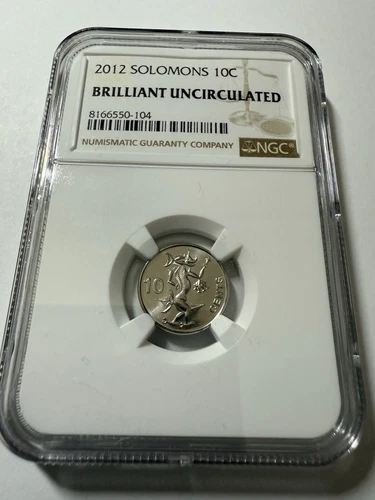 2012 SOLOMONS 10C
BRILLIANT UNCIRCULATED
8166550-104
NUMISMATIC GUARANTY COMPANY
NGC®
10
CENTS